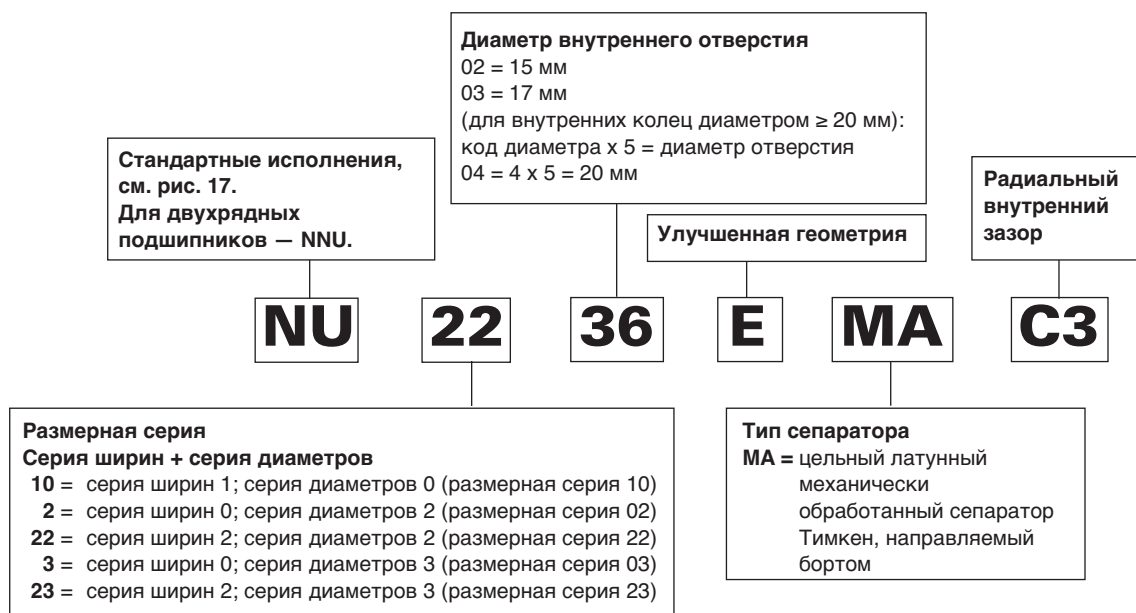 Диаметр внутреннего отверстия
02 = 15 мм
03 = 17 мм
(для внутренних колец диаметром ≥ 20 мм):
код диаметра x 5 = диаметр отверстия
04 = 4 x 5 = 20 мм
Стандартные исполнения,
см. рис. 17.
Для двухрядных
подшипников — NNU.
Улучшенная геометрия
Радиальный
внутренний
зазор
NU 22 36 E MA C3
Размерная серия
Серия ширин + серия диаметров
10 = серия ширин 1; серия диаметров 0 (размерная серия 10)
2 = серия ширин 0; серия диаметров 2 (размерная серия 02)
22 = серия ширин 2; серия диаметров 2 (размерная серия 22)
3 = серия ширин 0; серия диаметров 3 (размерная серия 03)
23 = серия ширин 2; серия диаметров 3 (размерная серия 23)
Тип сепаратора
MA = цельный латунный
механически
обработанный сепаратор
Тимкен, направляемый
бортом